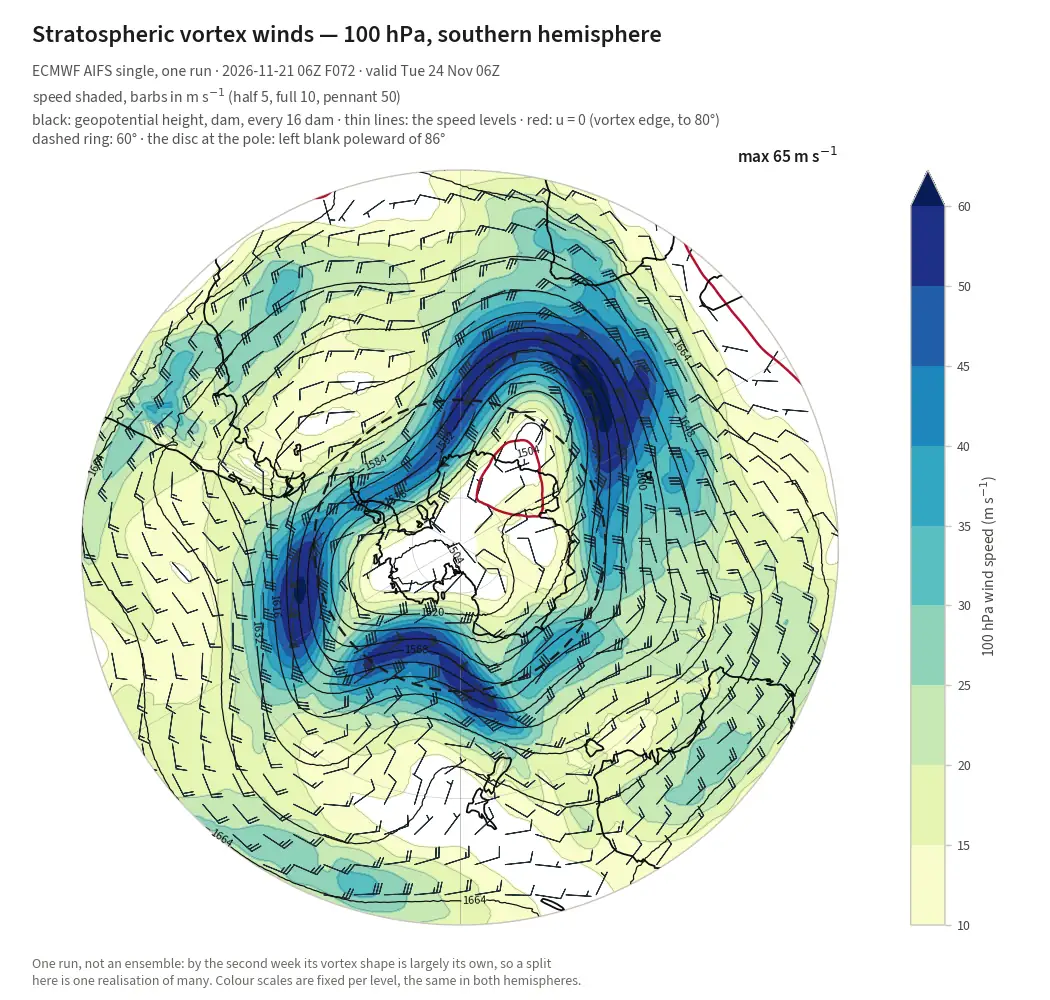 Stratospheric vortex winds — 100 hPa, southern hemisphere
ECMWF AIFS single, one run · 2026-11-21 06Z F072 · valid Tue 24 Nov 06Z
speed shaded, barbs in m s⁻¹ (half 5, full 10, pennant 50)
black: geopotential height, dam, every 16 dam · thin lines: the speed levels · red: u = 0 (vortex edge, to 80°)
dashed ring: 60° · the disc at the pole: left blank poleward of 86°
max 65 m s⁻¹
60
50
45
40
35
30
25
20
15
10
100 hPa wind speed (m s⁻¹)
1664
1648
1584
1504
1600
1504
1616
1632
1520
1568
1664
1664
One run, not an ensemble: by the second week its vortex shape is largely its own, so a split
here is one realisation of many. Colour scales are fixed per level, the same in both hemispheres.